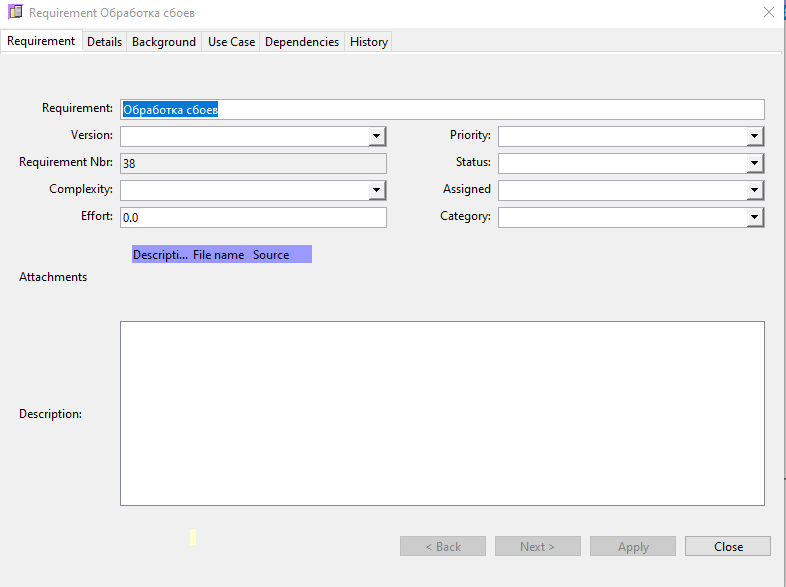 Requirement Обработка сбоев
Requirement Details Background Use Case Dependencies History
Requirement: Обработка сбоев
Version: Priority:
Requirement Nbr: 38 Status:
Complexity: Assigned
Effort: 0.0 Category:
Descripti... File name Source
Attachments
Description:
< Back Next > Apply Close